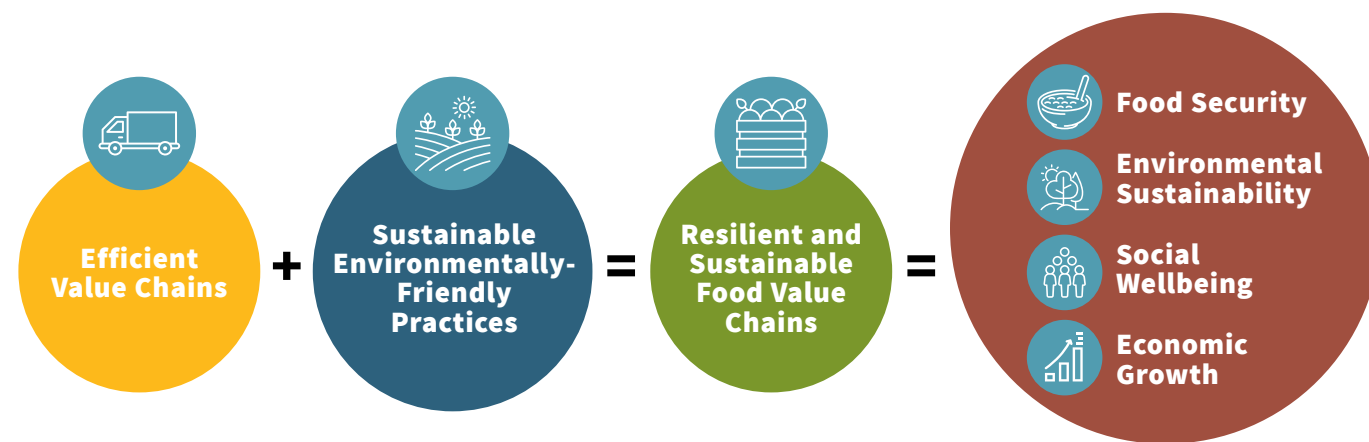 Efficient
Value Chains
+
Sustainable
Environmentally-
Friendly
Practices
=
Resilient and
Sustainable
Food Value
Chains
=
Food Security
Environmental
Sustainability
Social
Wellbeing
Economic
Growth